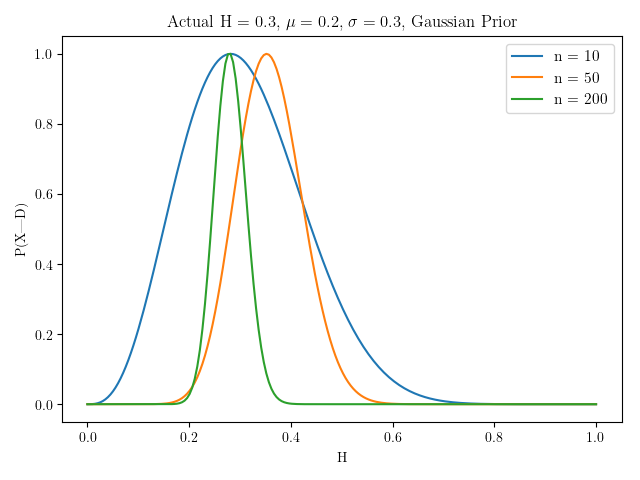 Actual H = 0.3, μ = 0.2, σ = 0.3, Gaussian Prior
n = 10
n = 50
n = 200
P(X—D)
1.0
0.8
0.6
0.4
0.2
0.0
0.0 0.2 0.4 0.6 0.8 1.0
H